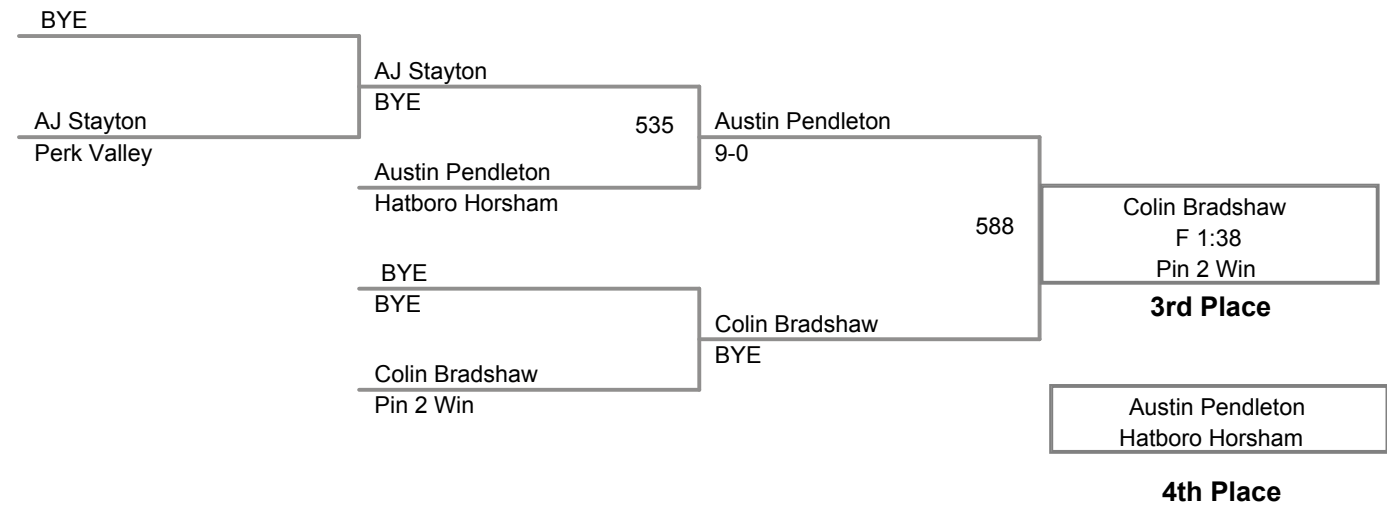 BYE
AJ Stayton
Perk Valley
AJ Stayton
BYE
535
Austin Pendleton
Hatboro Horsham
BYE
BYE
Colin Bradshaw
Pin 2 Win
Austin Pendleton
9-0
588
Colin Bradshaw
BYE
Colin Bradshaw
F 1:38
Pin 2 Win
3rd Place
Austin Pendleton
Hatboro Horsham
4th Place